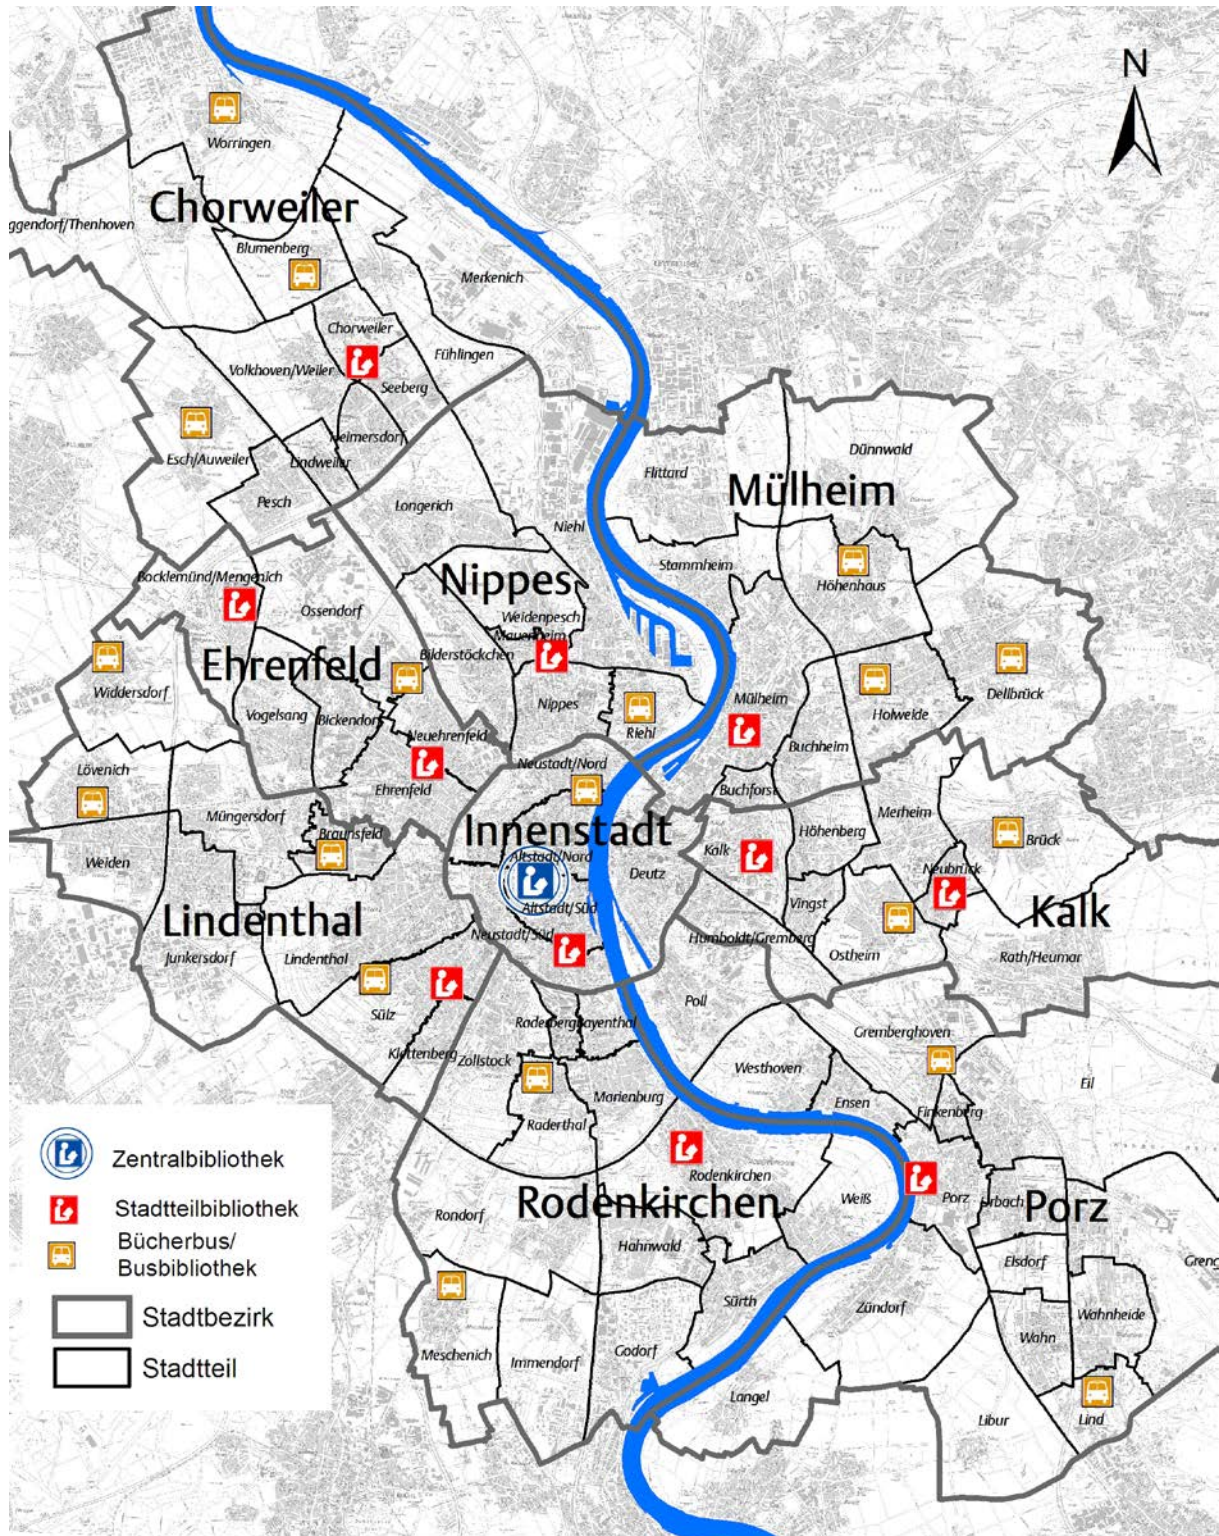 N
Worringen
Chorweiler
ggendorf/Thenhoven
Blumenberg
Merkenich
Chorweiler
Fühlingen
Volkhoven/Weiler
Seeberg
Heimersdorf
Dünnwald
Esch/Auweiler
Lindweiler
Flittard
Mülheim
Pesch
Longerich
Niehl
Stammheim
Bocklemünd/Mengenich
Nippes
Höhenhaus
Ossendorf
Weidenpesch
Mauenheim
Bilderstöckchen
Ehrenfeld
Widdersdorf
Dellbrück
Nippes
Mülheim
Vogelsang
Bickendorf
Holweide
Riehl
Neuehrenfeld
Buchheim
Neustadt/Nord
Lövenich
Ehrenfeld
Buchforst
Müngersdorf
Merheim
Innenstadt
Höhenberg
Braunsfeld
Brück
Kalk
Altstadt/Nord
Weiden
Deutz
Neubrück
Vingst
Altstadt/Süd
Kalk
Lindenthal
Neustadt/Süd
Humboldt/Gremberg
Junkersdorf
Lindenthal
Ostheim
Rath/Heumar
Poll
Sülz
Raderberg
Bayenthal
Gremberghoven
Klettenberg
Zollstock
Westhoven
Eil
Marienburg
Ensen
Finkenberg
Raderthal
Zentralbibliothek
Rodenkirchen
Weiß
Porz
Urbach
Porz
Stadtteilbibliothek
Rodenkirchen
Rondorf
Bücherbus/
Busbibliothek
Hahnwald
Elsdorf
Greng
Sürth
Zündorf
Wahnheide
Stadtbezirk
Wahn
Meschenich
Immendorf
Godorf
Stadtteil
Langel
Libur
Lind